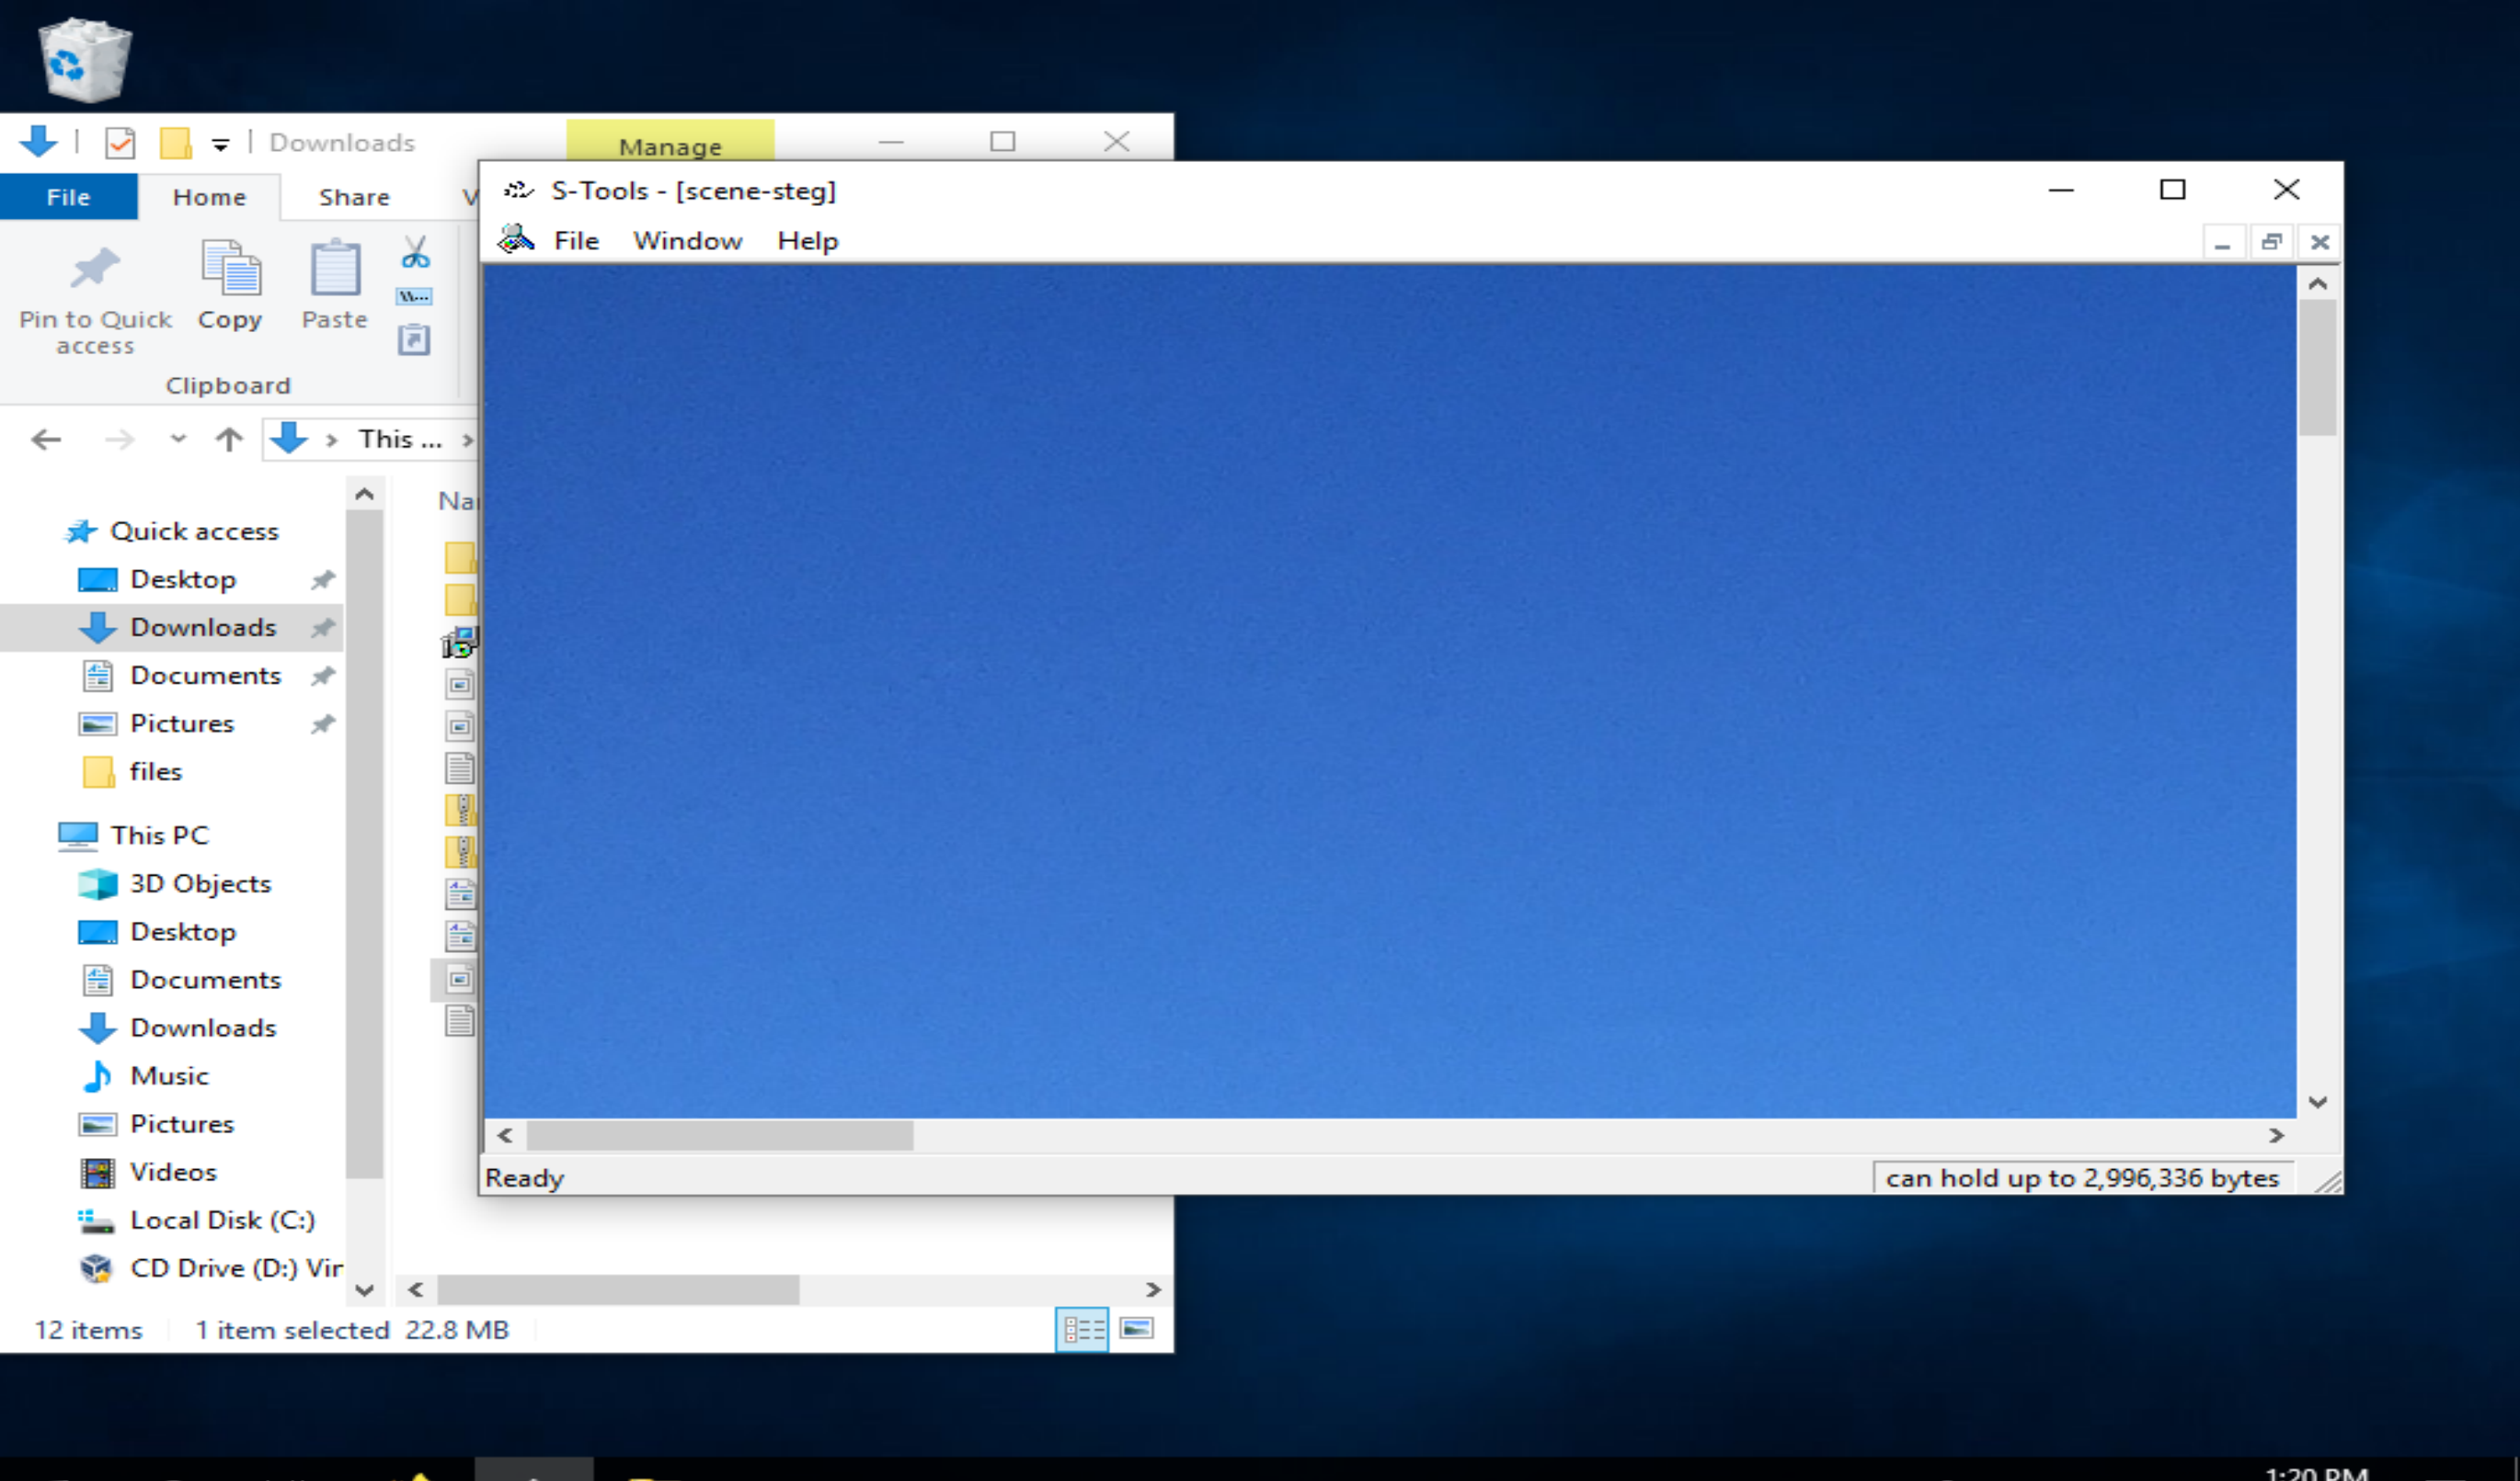 Downloads
Manage
File
Home
Share
S-Tools - [scene-steg]
File
Window
Help
Pin to Quick
access
Copy
Paste
Clipboard
This ...
Quick access
Desktop
Downloads
Documents
Pictures
files
This PC
3D Objects
Desktop
Documents
Downloads
Music
Pictures
Videos
Local Disk (C:)
CD Drive (D:) Vir
Ready
can hold up to 2,996,336 bytes
12 items
1 item selected 22.8 MB
1:20 PM